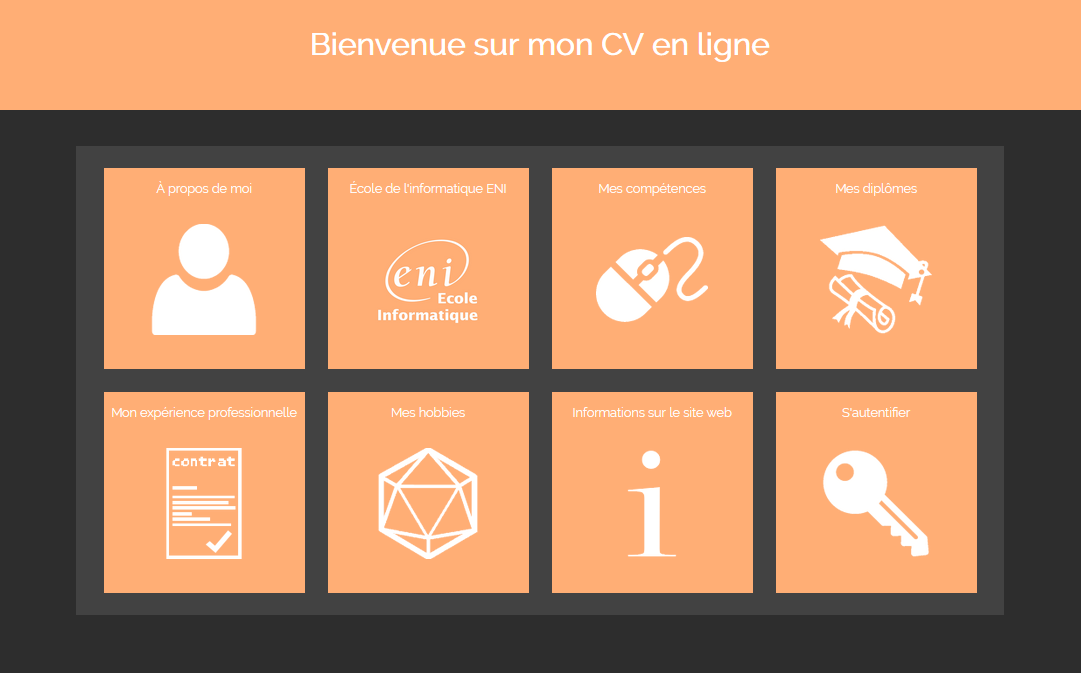 Bienvenue sur mon CV en ligne
À propos de moi
École de l'informatique ENI
Mes compétences
Mes diplômes
eni
Ecole
Informatique
Mon expérience professionnelle
Mes hobbies
Informations sur le site web
S'autentifier
contrat
i